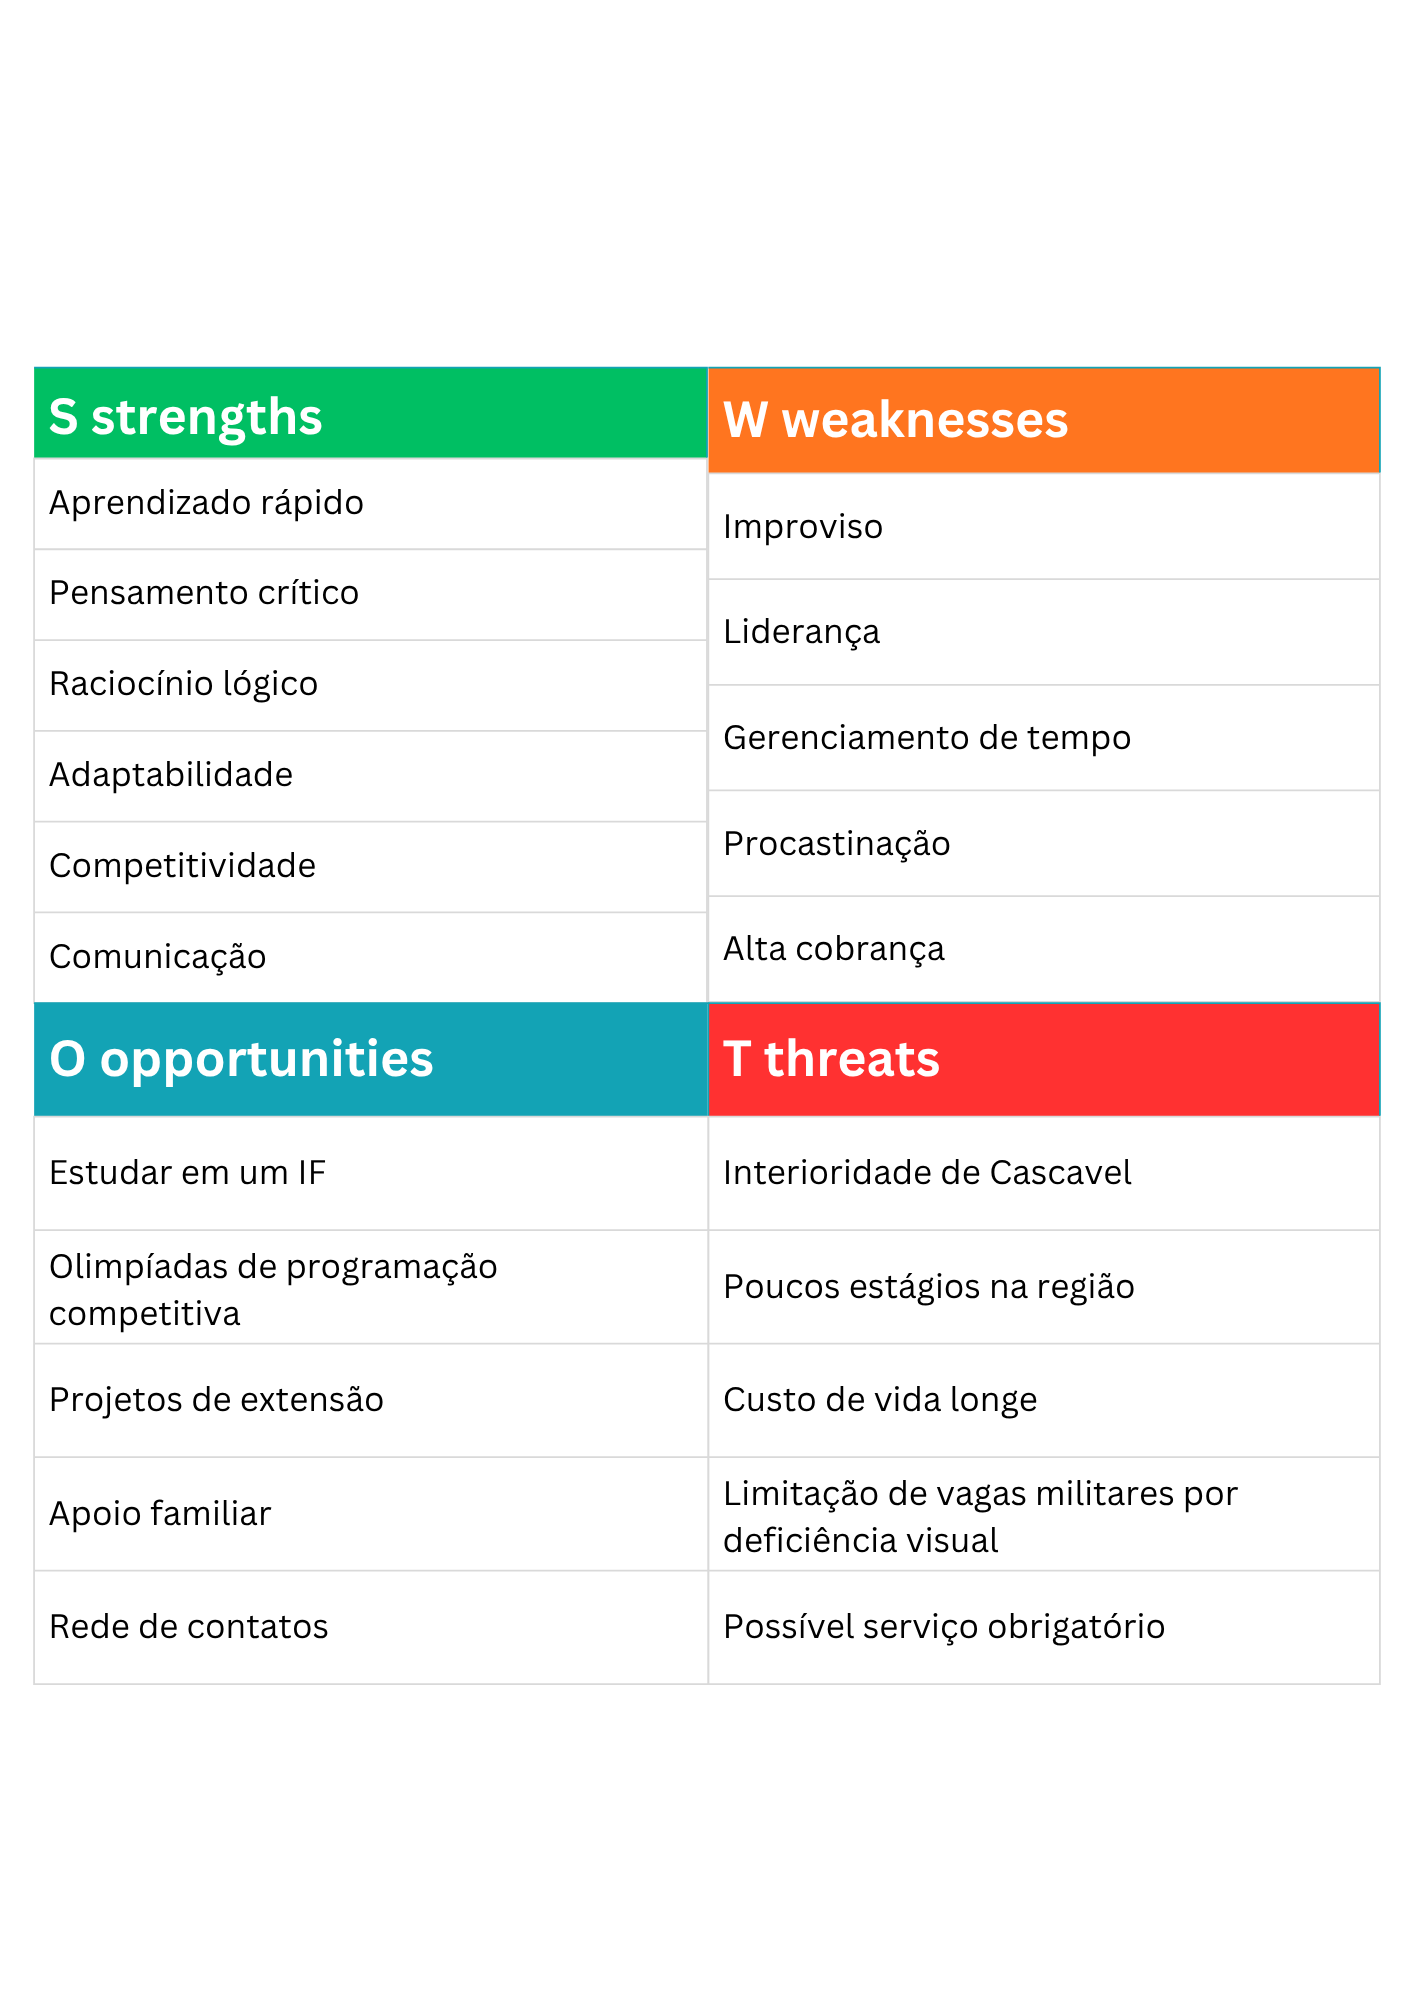 S strengths
Aprendizado rápido
Pensamento crítico
Raciocínio lógico
Adaptabilidade
Competitividade
Comunicação
W weaknesses
Improviso
Liderança
Gerenciamento de tempo
Procastinação
Alta cobrança
O opportunities
Estudar em um IF
Olimpíadas de programação
competitiva
Projetos de extensão
Apoio familiar
Rede de contatos
T threats
Interioridade de Cascavel
Poucos estágios na região
Custo de vida longe
Limitação de vagas militares por
deficiência visual
Possível serviço obrigatório